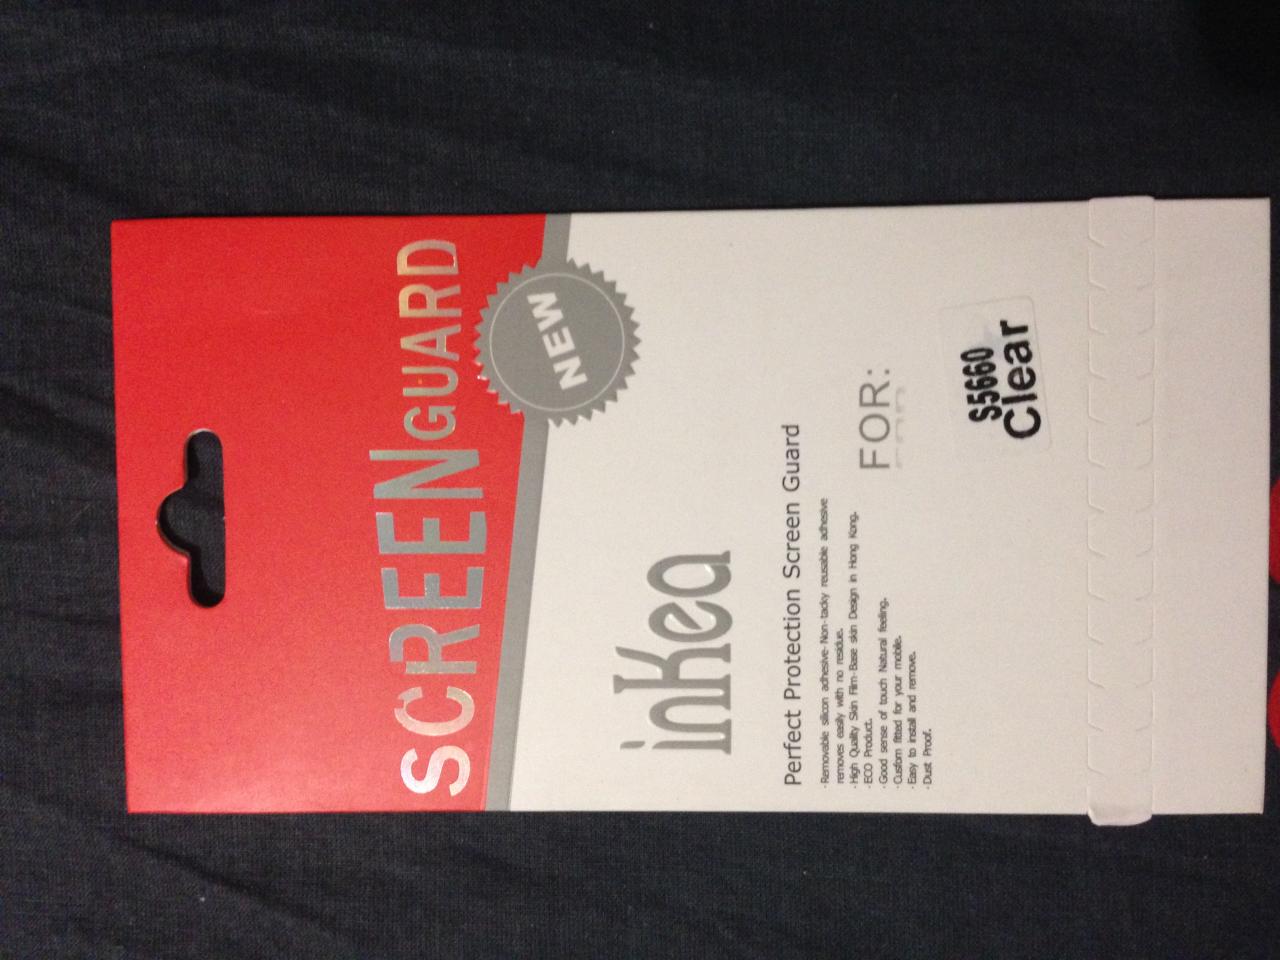 SCREENGUARD
NEW
inKea
Perfect Protection Screen Guard
·Removable silicon adhesive-Non-tacky reusable adhesive
removes easily with no residue.
·High Quality Skin Film-Base skin Design in Hong Kong.
·ECO Product.
·Good sense of touch Natural feeling.
·Custom fitted for your mobile.
·Easy to install and remove.
·Dust Proof.
FOR:
S5660
Clear